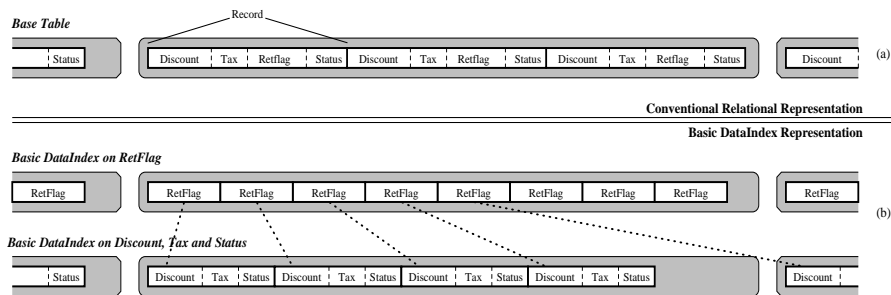 Record
Base Table
Status Discount Tax Retflag Status Discount Tax Retflag Status Discount Tax Retflag Status Discount (a)
Conventional Relational Representation
Basic DataIndex Representation
Basic DataIndex on RetFlag
RetFlag RetFlag RetFlag RetFlag RetFlag RetFlag RetFlag RetFlag RetFlag RetFlag
(b)
Basic DataIndex on Discount, Tax and Status
Status Discount Tax Status Discount Tax Status Discount Tax Status Discount Tax Status Discount